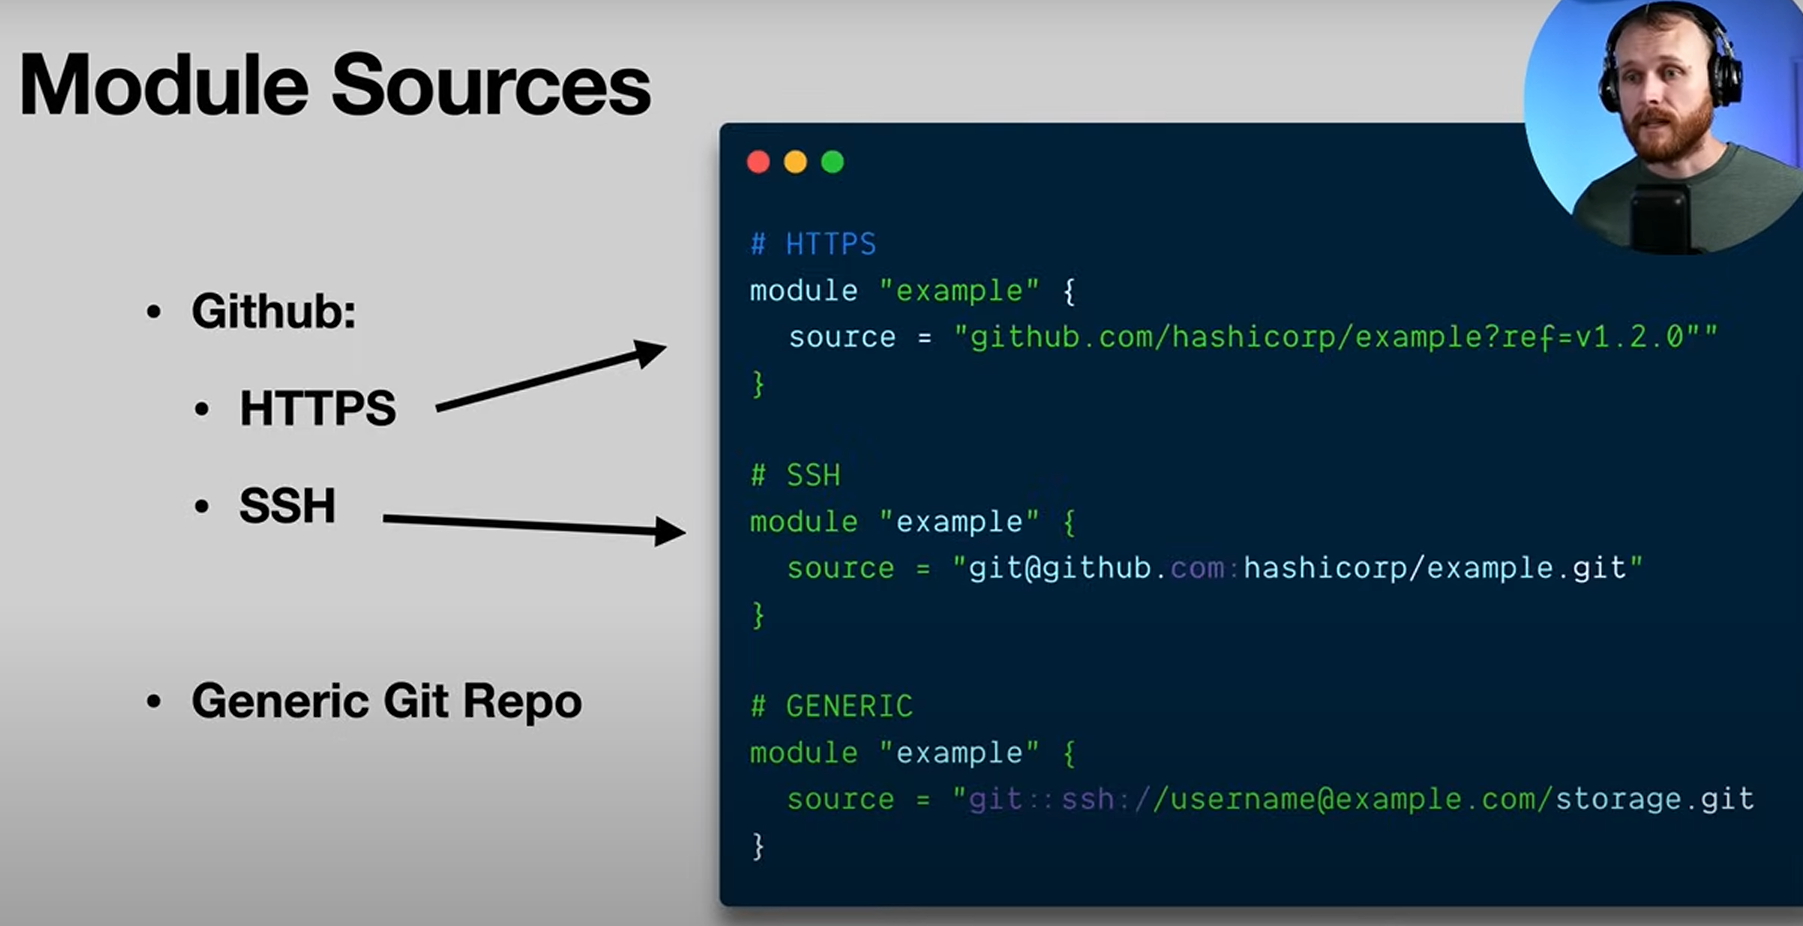 Module Sources
• Github:
• HTTPS
• SSH
• Generic Git Repo
# HTTPS
module "example" {
  source = "github.com/hashicorp/example?ref=v1.2.0""
}
# SSH
module "example" {
  source = "git@github.com:hashicorp/example.git"
}
# GENERIC
module "example" {
  source = "git::ssh://username@example.com/storage.git
}